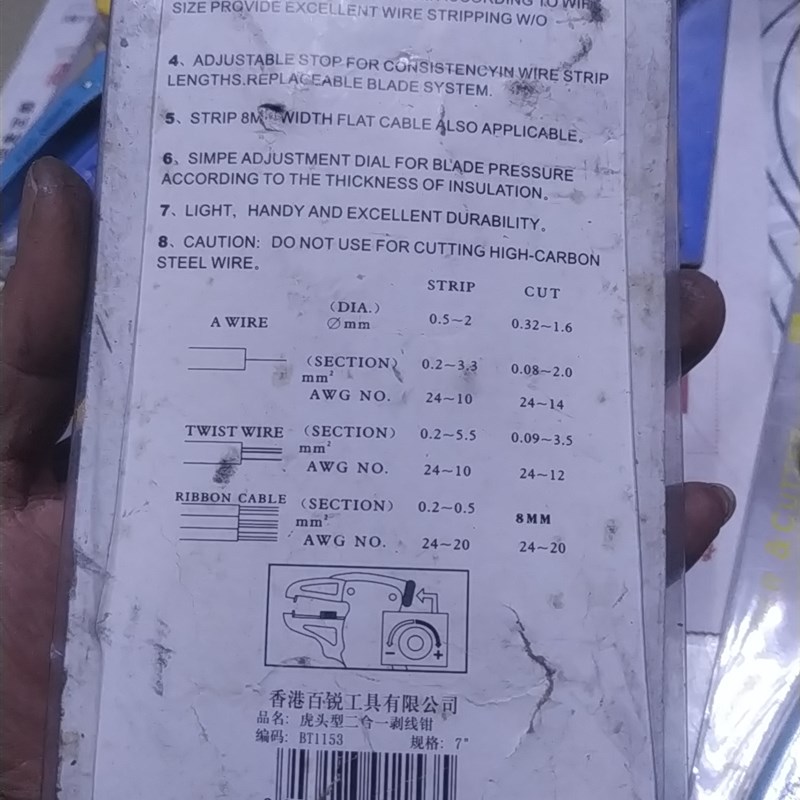 ACCORDING TO WIRE
SIZE PROVIDE EXCELLENT WIRE STRIPPING W/O
4、ADJUSTABLE STOP FOR CONSISTENCYIN WIRE STRIP
LENGTHS.REPLACEABLE BLADE SYSTEM.
5、STRIP 8M WIDTH FLAT CABLE ALSO APPLICABLE。
6、SIMPE ADJUSTMENT DIAL FOR BLADE PRESSURE
ACCORDING TO THE THICKNESS OF INSULATION。
7、LIGHT，HANDY AND EXCELLENT DURABILITY。
8、CAUTION：DO NOT USE FOR CUTTING HIGH-CARBON
STEEL WIRE。
STRIP CUT
A WIRE (DIA.) Ømm 0.5~2 0.32~1.6
(SECTION) mm² 0.2~3.3 0.08~2.0
AWG NO. 24~10 24~14
TWIST WIRE (SECTION) mm² 0.2~5.5 0.09~3.5
AWG NO. 24~10 24~12
RIBBON CABLE (SECTION) mm² 0.2~0.5 8MM
AWG NO. 24~20 24~20
- +
香港百锐工具有限公司
品名: 虎头型二合一剥线钳
编码: BT1153 规格: 7"